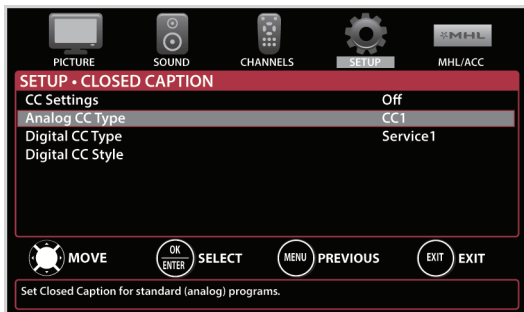 MHL
PICTURE SOUND CHANNELS SETUP MHL/ACC
SETUP • CLOSED CAPTION
CC Settings Off
Analog CC Type CC1
Digital CC Type Service1
Digital CC Style
MOVE OK ENTER SELECT MENU PREVIOUS EXIT EXIT
Set Closed Caption for standard (analog) programs.